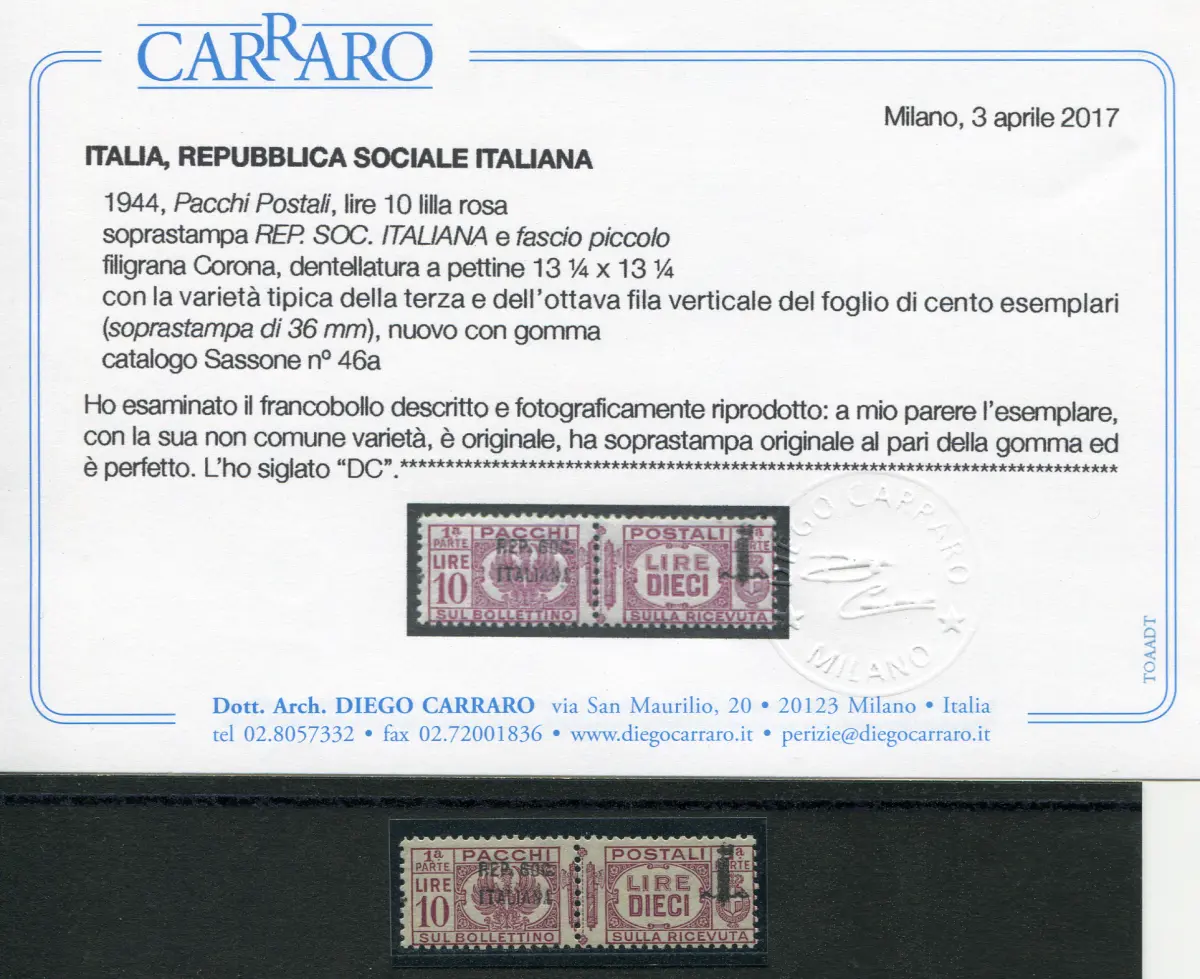 CARRARO
Milano, 3 aprile 2017
ITALIA, REPUBBLICA SOCIALE ITALIANA
1944, Pacchi Postali, lire 10 lilla rosa
soprastampa REP. SOC. ITALIANA e fascio piccolo
filigrana Corona, dentellatura a pettine 13 ¼ x 13 ¼
con la varietà tipica della terza e dell'ottava fila verticale del foglio di cento esemplari
(soprastampa di 36 mm), nuovo con gomma
catalogo Sassone nº 46a
Ho esaminato il francobollo descritto e fotograficamente riprodotto: a mio parere l'esemplare,
con la sua non comune varietà, è originale, ha soprastampa originale al pari della gomma ed
è perfetto. L'ho siglato "DC".******************************************************************************
1ª PARTE PACCHI POSTALI
REP. SOC.
ITALIANA
LIRE 10 LIRE DIECI
SUL BOLLETTINO SULLA RICEVUTA
DIEGO CARRARO
MILANO
TOAADT
Dott. Arch. DIEGO CARRARO via San Maurilio, 20 • 20123 Milano • Italia
tel 02.8057332 • fax 02.72001836 • www.diegocarraro.it • perizie@diegocarraro.it
1ª PARTE PACCHI POSTALI
REP. SOC.
ITALIANA
LIRE 10 LIRE DIECI
SUL BOLLETTINO SULLA RICEVUTA